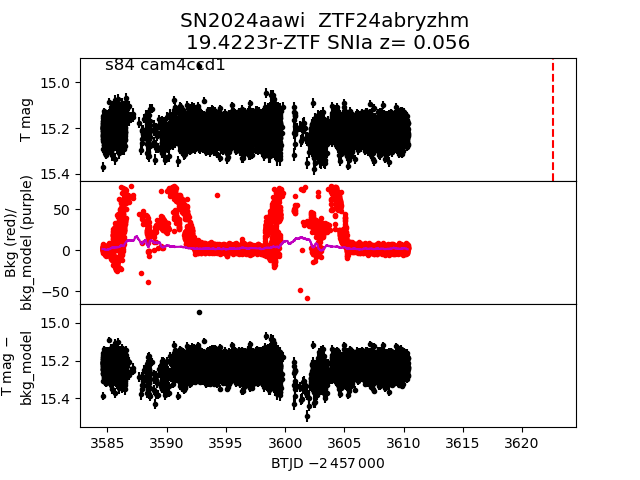 SN2024aawi  ZTF24abryzhm
19.4223r-ZTF SNIa z= 0.056
s84 cam4ccd1
15.0
15.2
15.4
T mag
50
0
−50
Bkg (red)/
bkg_model (purple)
15.0
15.2
15.4
T mag −
bkg_model
3585 3590 3595 3600 3605 3610 3615 3620
BTJD −2 457 000